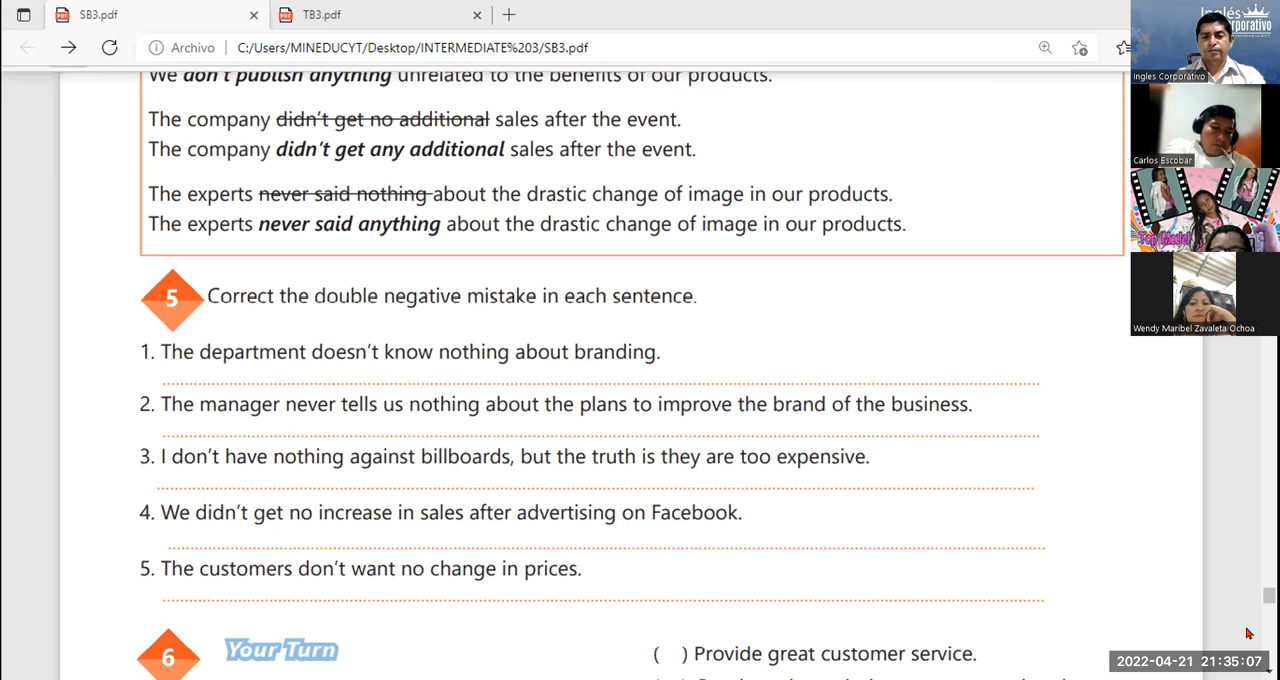 SB3.pdf
TB3.pdf
Archivo
C:/Users/MINEDUCYT/Desktop/INTERMEDIATE%203/SB3.pdf
We don't publish anything unrelated to the benefits of our products.
The company didn't get no additional sales after the event.
The company didn't get any additional sales after the event.
The experts never said nothing about the drastic change of image in our products.
The experts never said anything about the drastic change of image in our products.
5 Correct the double negative mistake in each sentence.
1. The department doesn't know nothing about branding.
2. The manager never tells us nothing about the plans to improve the brand of the business.
3. I don't have nothing against billboards, but the truth is they are too expensive.
4. We didn't get no increase in sales after advertising on Facebook.
5. The customers don't want no change in prices.
6 Your Turn
( ) Provide great customer service.
Inglés
Corporativo
Ingles Corporativo
Carlos Escobar
Top Model
Wendy Maribel Zavaleta Ochoa
2022-04-21 21:35:07